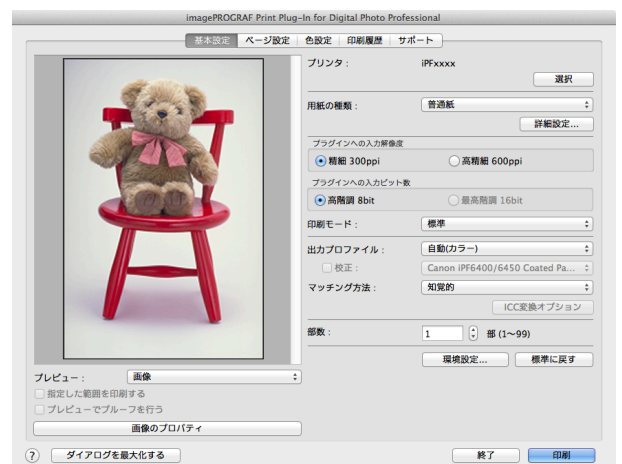 imagePROGRAF Print Plug-In for Digital Photo Professional
基本設定 ページ設定 色設定 印刷履歴 サポート
プリンタ： iPFxxxx
選択
用紙の種類： 普通紙
詳細設定...
プラグインへの入力解像度
精細 300ppi 高精細 600ppi
プラグインへの入力ビット数
高階調 8bit 最高階調 16bit
印刷モード： 標準
出力プロファイル： 自動(カラー)
校正： Canon iPF6400/6450 Coated Pa...
マッチング方法： 知覚的
ICC変換オプション
部数： 1 部 (1〜99)
環境設定... 標準に戻す
プレビュー： 画像
指定した範囲を印刷する
プレビューでプルーフを行う
画像のプロパティ
? ダイアログを最大化する 終了 印刷